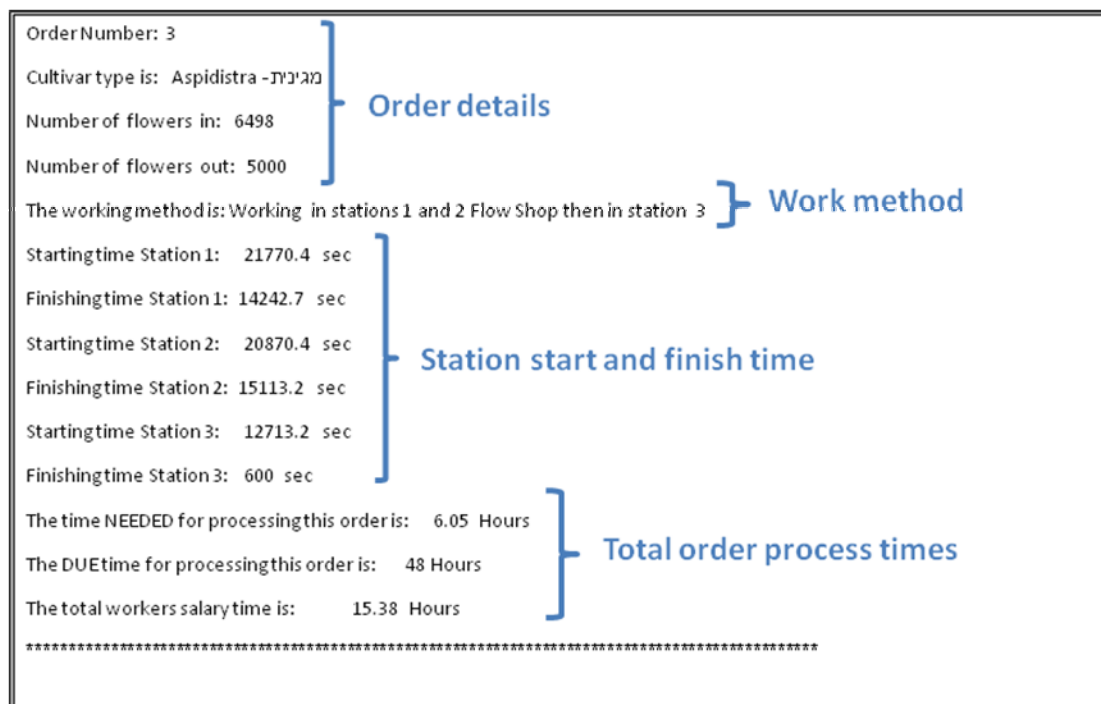 Order Number: 3
Cultivar type is: Aspidistra -מגינית
Order details
Number of flowers in: 6498
Number of flowers out: 5000
The working method is: Working in stations 1 and 2 Flow Shop then in station 3
Work method
Starting time Station 1: 21770.4 sec
Finishing time Station 1: 14242.7 sec
Starting time Station 2: 20870.4 sec
Station start and finish time
Finishing time Station 2: 15113.2 sec
Starting time Station 3: 12713.2 sec
Finishing time Station 3: 600 sec
The time NEEDED for processing this order is: 6.05 Hours
Total order process times
The DUE time for processing this order is: 48 Hours
The total workers salary time is: 15.38 Hours
******************************************************************************************